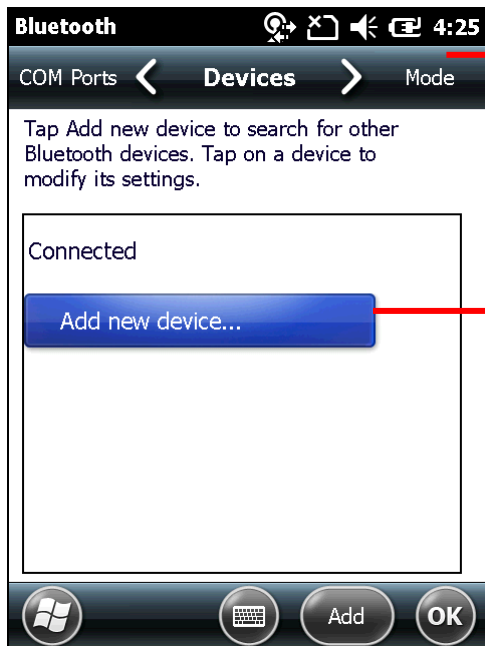 Bluetooth 4:25
COM Ports Devices Mode
Tap Add new device to search for other
Bluetooth devices. Tap on a device to
modify its settings.
Connected
Add new device...
Add OK